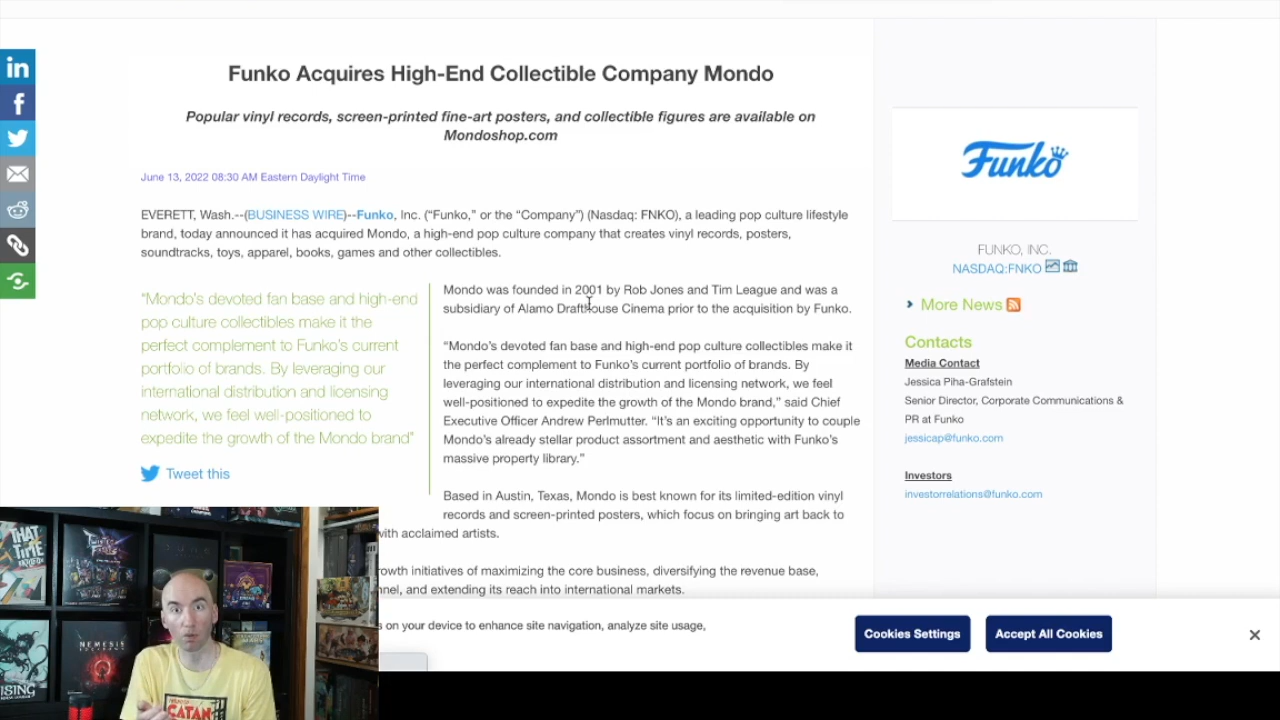 Funko Acquires High-End Collectible Company Mondo
Popular vinyl records, screen-printed fine-art posters, and collectible figures are available on
Mondoshop.com
June 13, 2022 08:30 AM Eastern Daylight Time
EVERETT, Wash.--(BUSINESS WIRE)--Funko, Inc. (“Funko,” or the “Company”) (Nasdaq: FNKO), a leading pop culture lifestyle
brand, today announced it has acquired Mondo, a high-end pop culture company that creates vinyl records, posters,
soundtracks, toys, apparel, books, games and other collectibles.
“Mondo’s devoted fan base and high-end
pop culture collectibles make it the
perfect complement to Funko’s current
portfolio of brands. By leveraging our
international distribution and licensing
network, we feel well-positioned to
expedite the growth of the Mondo brand”
Tweet this
Mondo was founded in 2001 by Rob Jones and Tim League and was a
subsidiary of Alamo Drafthouse Cinema prior to the acquisition by Funko.
“Mondo’s devoted fan base and high-end pop culture collectibles make it
the perfect complement to Funko’s current portfolio of brands. By
leveraging our international distribution and licensing network, we feel
well-positioned to expedite the growth of the Mondo brand,” said Chief
Executive Officer Andrew Perlmutter. “It’s an exciting opportunity to couple
Mondo’s already stellar product assortment and aesthetic with Funko’s
massive property library.”
Based in Austin, Texas, Mondo is best known for its limited-edition vinyl
records and screen-printed posters, which focus on bringing art back to
with acclaimed artists.
rowth initiatives of maximizing the core business, diversifying the revenue base,
nnel, and extending its reach into international markets.
s on your device to enhance site navigation, analyze site usage,
Cookies Settings
Accept All Cookies
Funko
FUNKO, INC.
NASDAQ:FNKO
More News
Contacts
Media Contact
Jessica Piha-Grafstein
Senior Director, Corporate Communications &
PR at Funko
jessicap@funko.com
Investors
investorrelations@funko.com
in
THAT
TIME
NEMESIS
RISING
CATAN